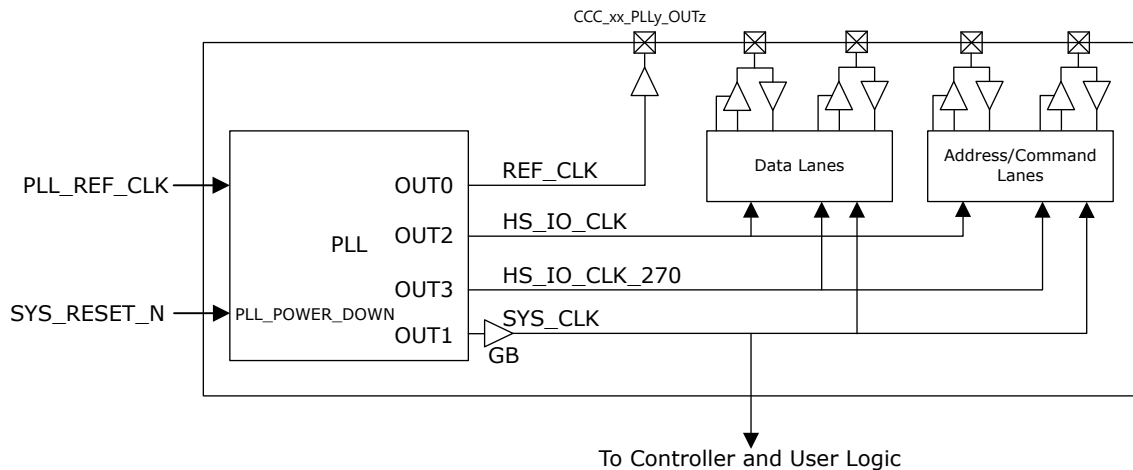 CCC_xx_PLLy_OUTz
PLL_REF_CLK
OUT0
REF_CLK
Data Lanes
Address/Command
Lanes
OUT2
HS_IO_CLK
PLL
OUT3
HS_IO_CLK_270
SYS_RESET_N
PLL_POWER_DOWN
OUT1
SYS_CLK
GB
To Controller and User Logic